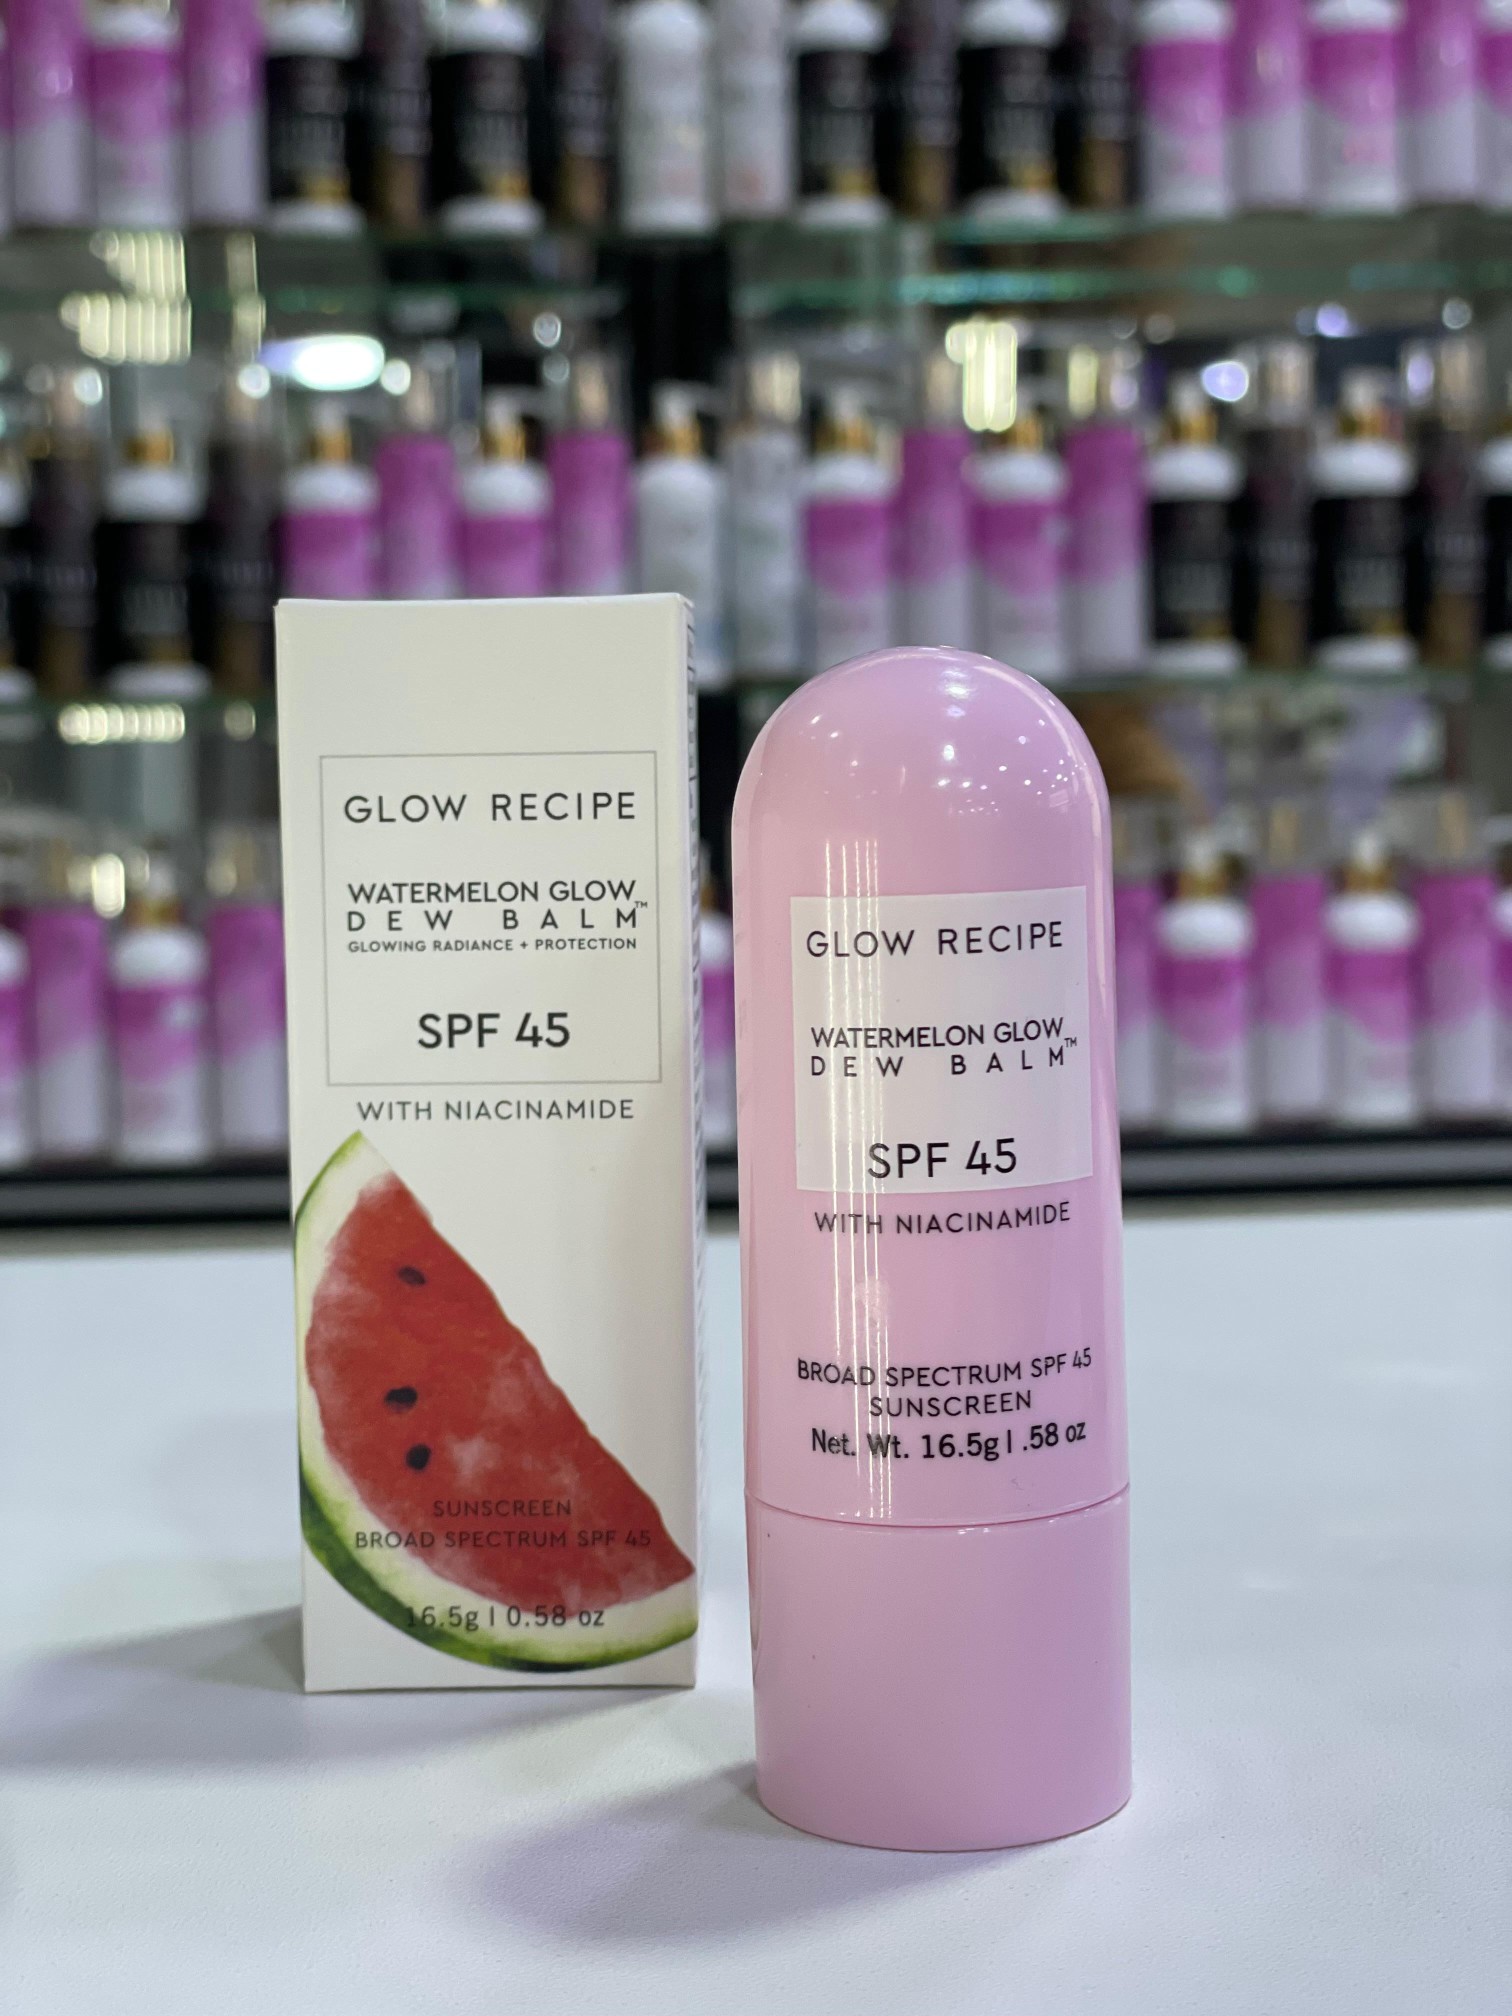 GLOW RECIPE
WATERMELON GLOW
DEW BALM™
GLOWING RADIANCE + PROTECTION
SPF 45
WITH NIACINAMIDE
SUNSCREEN
BROAD SPECTRUM SPF 45
16.5g | 0.58 oz
GLOW RECIPE
WATERMELON GLOW
DEW BALM™
SPF 45
WITH NIACINAMIDE
BROAD SPECTRUM SPF 45
SUNSCREEN
Net. Wt. 16.5g | .58 oz